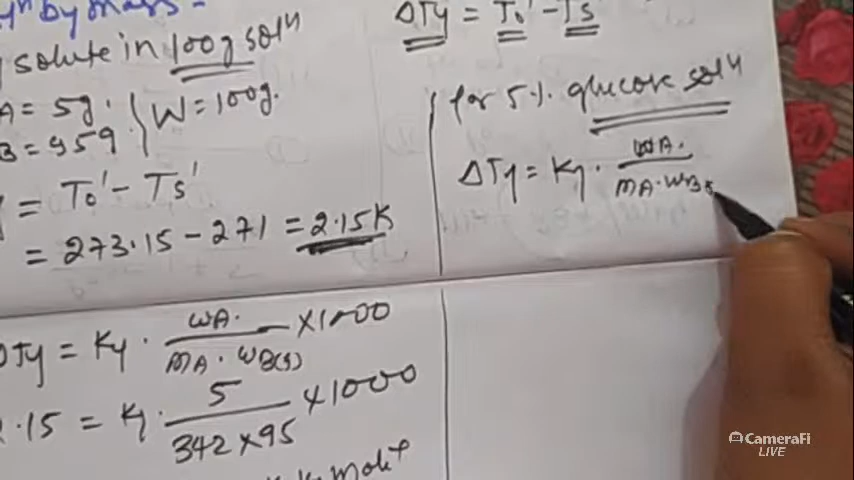 by mass -
solute in 100g solⁿ
A = 5g.
B = 95g
W = 100g.
= To' - Ts'
= 273.15 - 271 = 2.15K
ΔTf = Kf · WA. / MA · WB(g) × 1000
2.15 = Kf · 5 / 342 × 95 × 1000
ΔTf = To' - Ts
for 5%. glucose solⁿ
ΔTf = Kf · WA. / MA · WB
CameraFi
LIVE